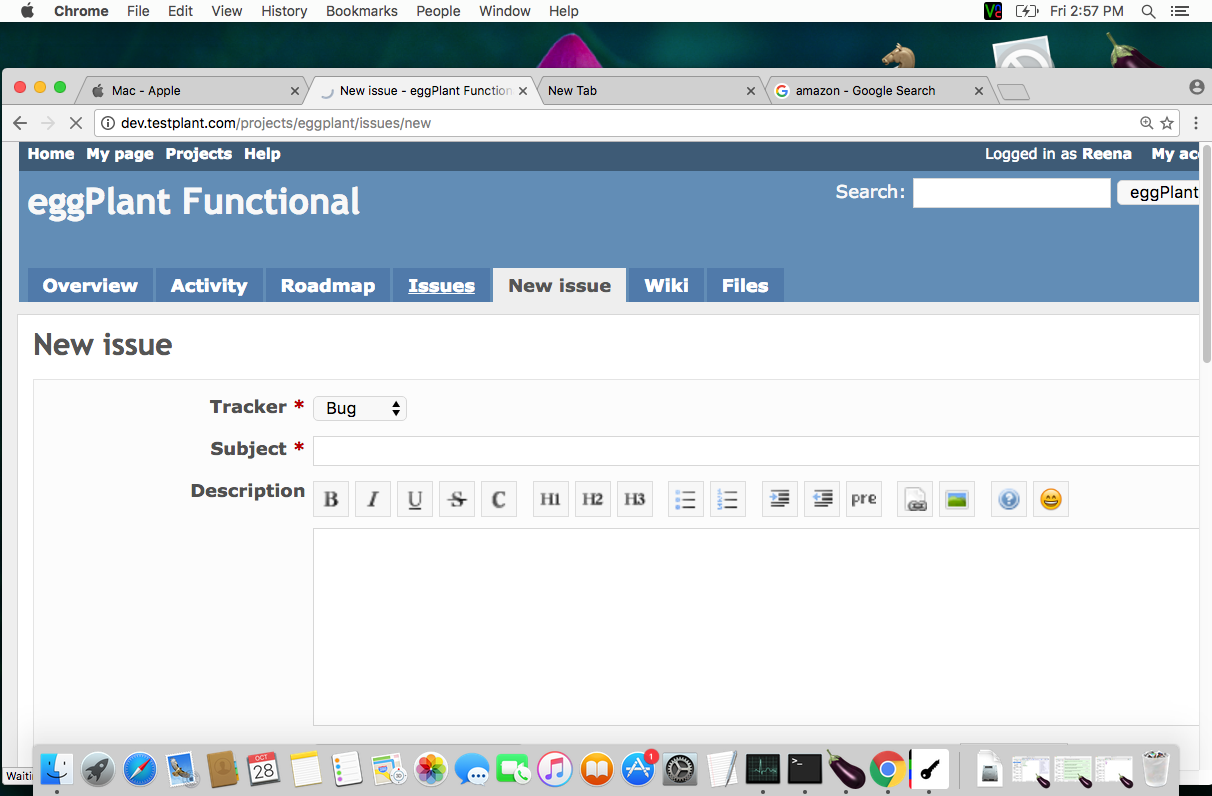 Chrome File Edit View History Bookmarks People Window Help Fri 2:57 PM
Mac - Apple New issue - eggPlant Function New Tab amazon - Google Search
dev.testplant.com/projects/eggplant/issues/new
Home My page Projects Help Logged in as Reena My acc
eggPlant Functional Search: eggPlant
Overview Activity Roadmap Issues New issue Wiki Files
New issue
Tracker * Bug
Subject *
Description B I U S C H1 H2 H3 pre
OCT
28
1
Waiti